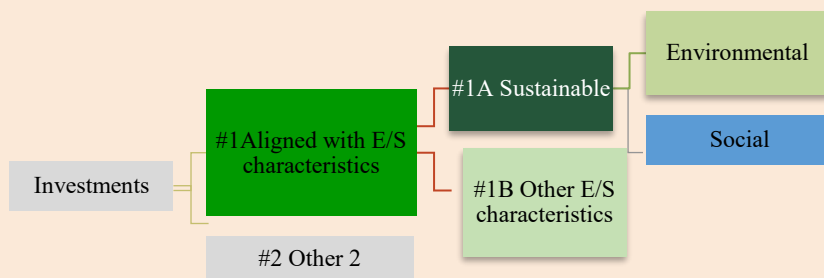 Investments
#1Aligned with E/S
characteristics
#2 Other 2
#1A Sustainable
#1B Other E/S
characteristics
Environmental
Social